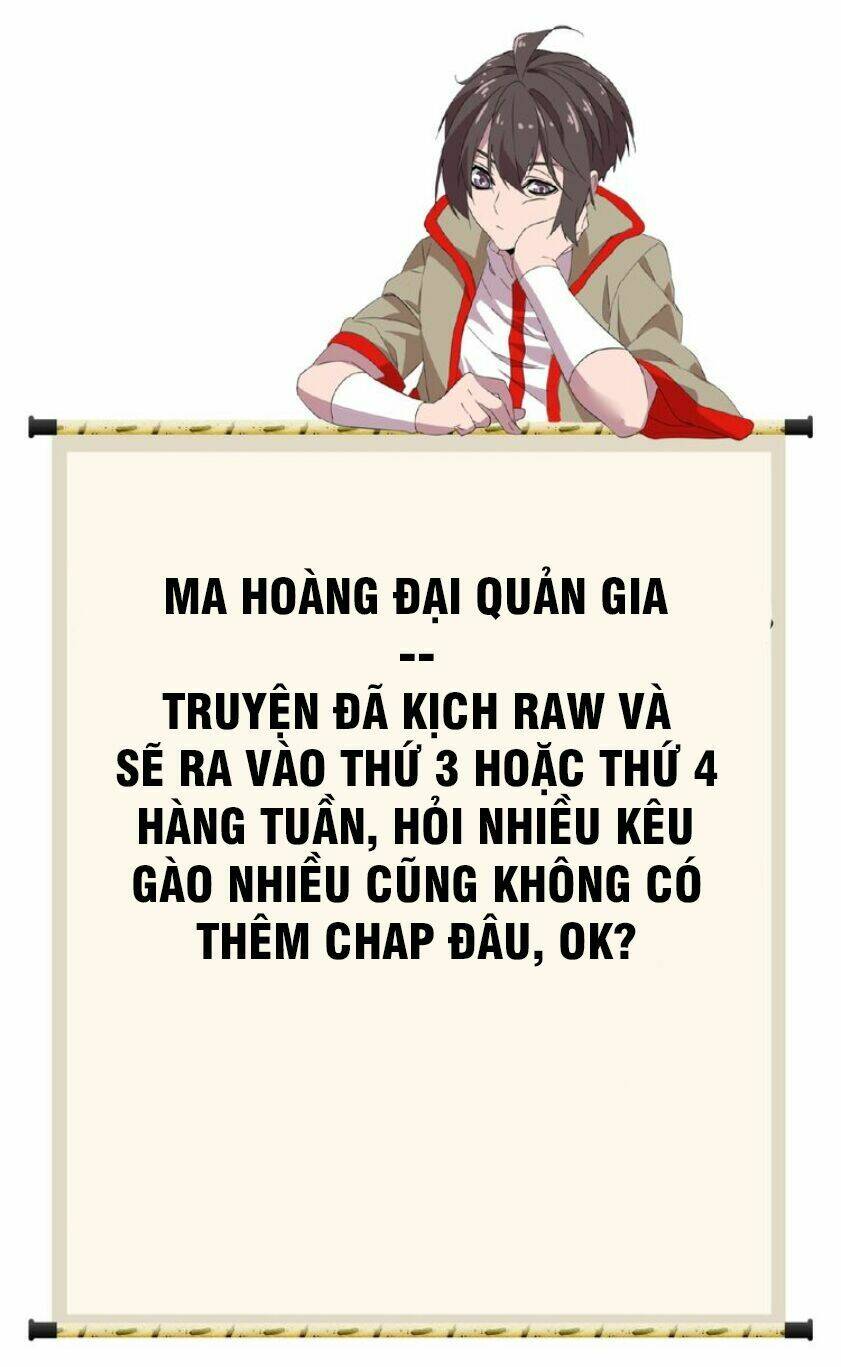 MA HOÀNG ĐẠI QUẢN GIA
--
TRUYỆN ĐÃ KỊCH RAW VÀ
SẼ RA VÀO THỨ 3 HOẶC THỨ 4
HÀNG TUẦN, HỎI NHIỀU KÊU
GÀO NHIỀU CŨNG KHÔNG CÓ
THÊM CHAP ĐÂU, OK?